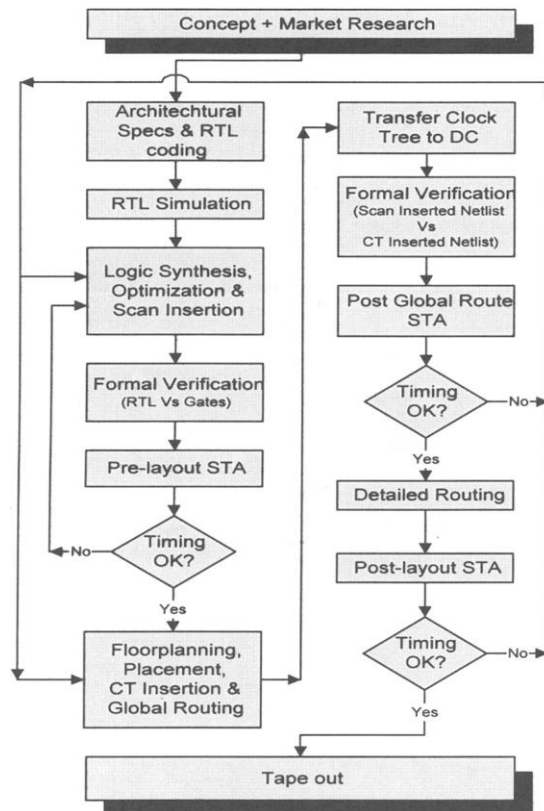 Concept + Market Research
Architechtural
Specs & RTL
coding
RTL Simulation
Logic Synthesis,
Optimization &
Scan Insertion
Formal Verification
(RTL Vs Gates)
Pre-layout STA
Timing
OK?
No
Yes
Floorplanning,
Placement,
CT Insertion &
Global Routing
Transfer Clock
Tree to DC
Formal Verification
(Scan Inserted Netlist
Vs
CT Inserted Netlist)
Post Global Route
STA
Timing
OK?
No
Yes
Detailed Routing
Post-layout STA
Timing
OK?
No
Yes
Tape out